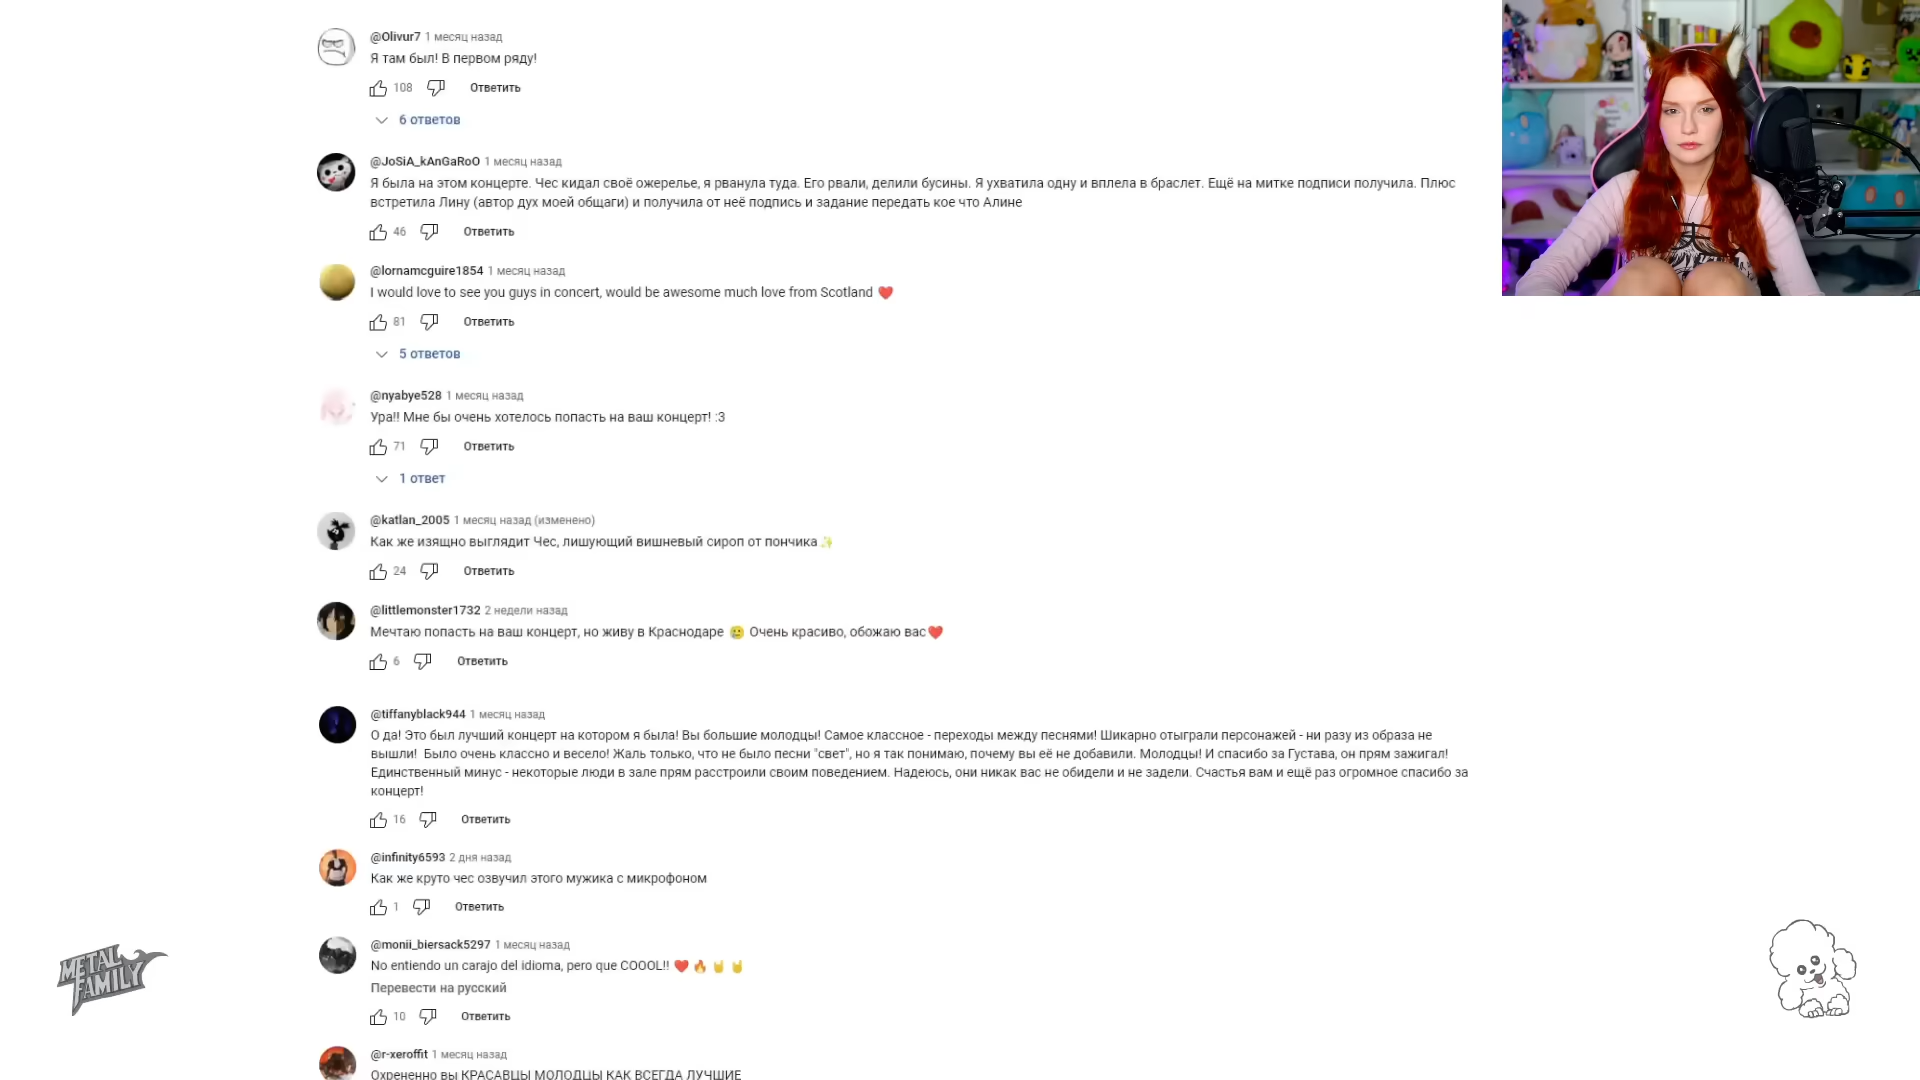 @Olivur7 1 месяц назад
Я там был! В первом ряду!
108 Ответить
6 ответов
@JoSiA_kAnGaRoO 1 месяц назад
Я была на этом концерте. Чес кидал своё ожерелье, я рванула туда. Его рвали, делили бусины. Я ухватила одну и вплела в браслет. Ещё на митке подписи получила. Плюс
встретила Лину (автор дух моей общаги) и получила от неё подпись и задание передать кое что Алине
46 Ответить
@lornamcguire1854 1 месяц назад
I would love to see you guys in concert, would be awesome much love from Scotland ❤️
81 Ответить
5 ответов
@nyabye528 1 месяц назад
Ура!! Мне бы очень хотелось попасть на ваш концерт! :3
71 Ответить
1 ответ
@katlan_2005 1 месяц назад (изменено)
Как же изящно выглядит Чес, лишующий вишневый сироп от пончика✨
24 Ответить
@littlemonster1732 2 недели назад
Мечтаю попасть на ваш концерт, но живу в Краснодаре 🥲 Очень красиво, обожаю вас❤️
6 Ответить
@tiffanyblack944 1 месяц назад
О да! Это был лучший концерт на котором я была! Вы большие молодцы! Самое классное - переходы между песнями! Шикарно отыграли персонажей - ни разу из образа не
вышли! Было очень классно и весело! Жаль только, что не было песни "свет", но я так понимаю, почему вы её не добавили. Молодцы! И спасибо за Густава, он прям зажигал!
Единственный минус - некоторые люди в зале прям расстроили своим поведением. Надеюсь, они никак вас не обидели и не задели. Счастья вам и ещё раз огромное спасибо за
концерт!
16 Ответить
@infinity6593 2 дня назад
Как же круто чес озвучил этого мужика с микрофоном
1 Ответить
@monii_biersack5297 1 месяц назад
No entiendo un carajo del idioma, pero que COOOL!! ❤️ 🔥 🤘 🤘
Перевести на русский
10 Ответить
@r-xeroffit 1 месяц назад
Охрененно вы КРАСАВЦЫ МОЛОДЦЫ КАК ВСЕГДА ЛУЧШИЕ
METAL
FAMILY